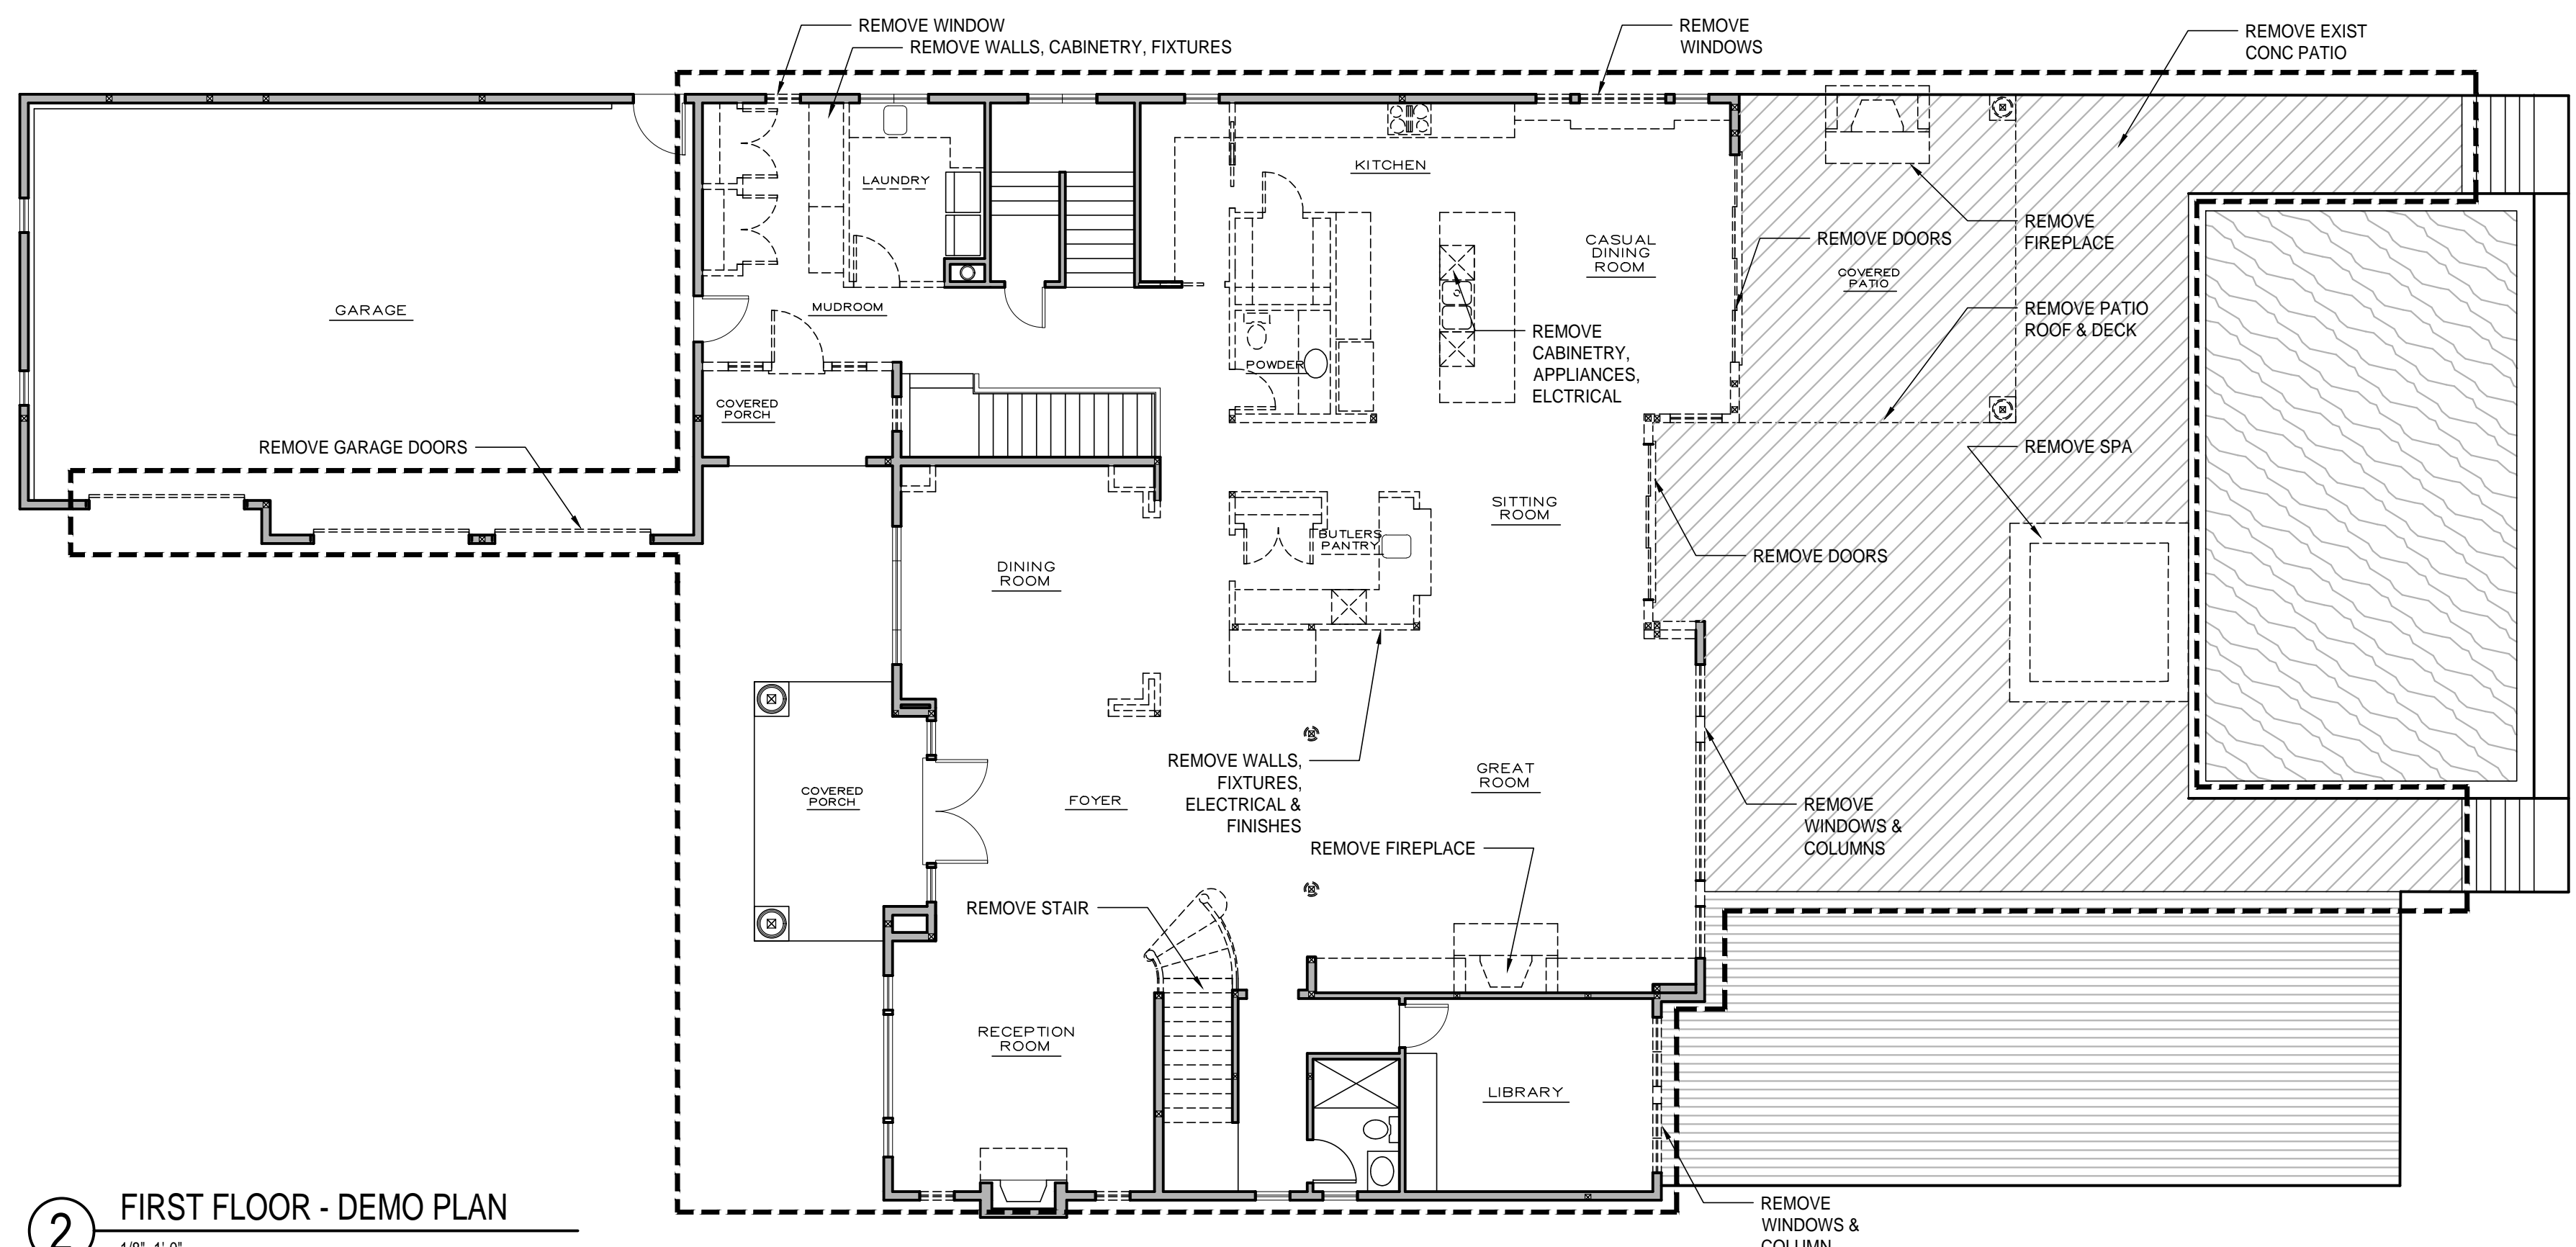 REMOVE WINDOW
REMOVE WALLS, CABINETRY, FIXTURES
REMOVE
WINDOWS
REMOVE EXIST
CONC PATIO
KITCHEN
LAUNDRY
REMOVE
FIREPLACE
REMOVE DOORS
CASUAL
DINING
ROOM
COVERED
PATIO
GARAGE
MUDROOM
REMOVE PATIO
ROOF & DECK
REMOVE
CABINETRY,
APPLIANCES,
ELCTRICAL
POWDER
COVERED
PORCH
REMOVE GARAGE DOORS
REMOVE SPA
SITTING
ROOM
BUTLERS
PANTRY
REMOVE DOORS
DINING
ROOM
REMOVE WALLS,
FIXTURES,
ELECTRICAL &
FINISHES
GREAT
ROOM
COVERED
PORCH
FOYER
REMOVE
WINDOWS &
COLUMNS
REMOVE FIREPLACE
REMOVE STAIR
RECEPTION
ROOM
LIBRARY
REMOVE
WINDOWS &
COLUMN
2
FIRST FLOOR - DEMO PLAN